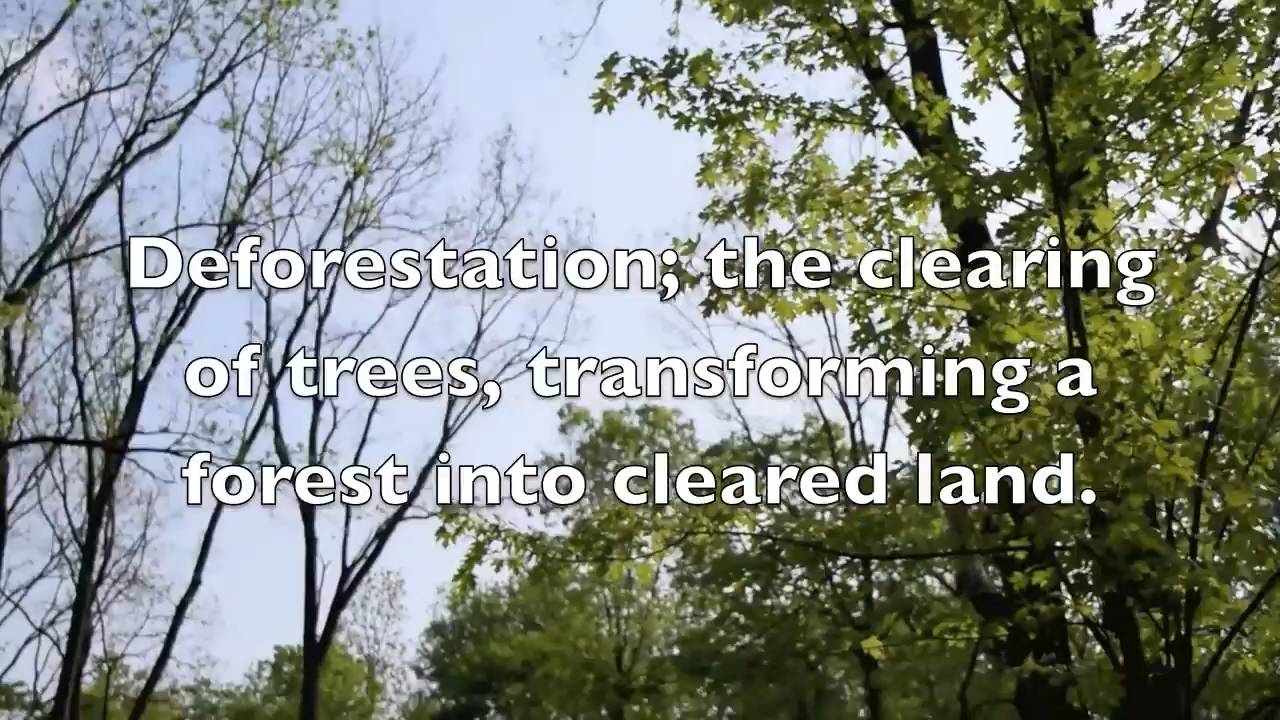 Deforestation; the clearing
of trees, transforming a
forest into cleared land.